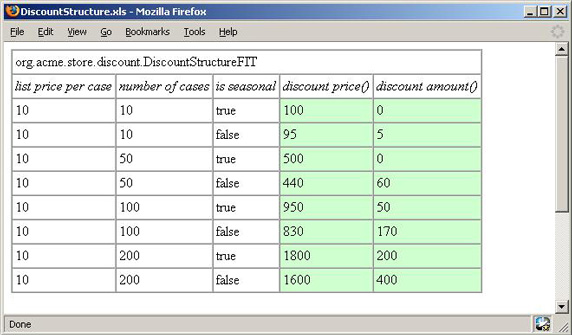 DiscountStructure.xls - Mozilla Firefox
File Edit View Go Bookmarks Tools Help
org.acme.store.discount.DiscountStructureFIT
list price per case number of cases is seasonal discount price() discount amount()
10 10 true 100 0
10 10 false 95 5
10 50 true 500 0
10 50 false 440 60
10 100 true 950 50
10 100 false 830 170
10 200 true 1800 200
10 200 false 1600 400
Done